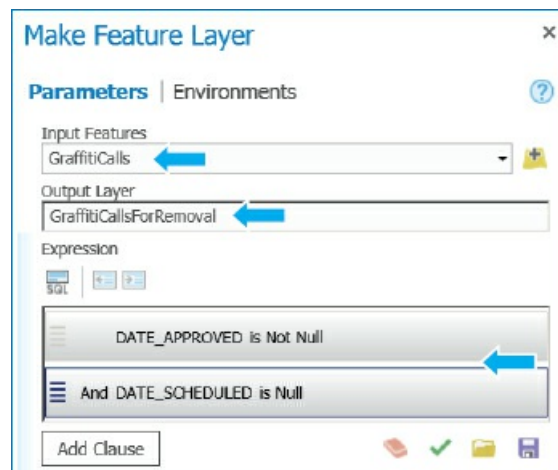 Make Feature Layer ×
Parameters | Environments ?
Input Features
GraffitiCalls
Output Layer
GraffitiCallsForRemoval
Expression
SQL
DATE_APPROVED is Not Null
And DATE_SCHEDULED is Null
Add Clause